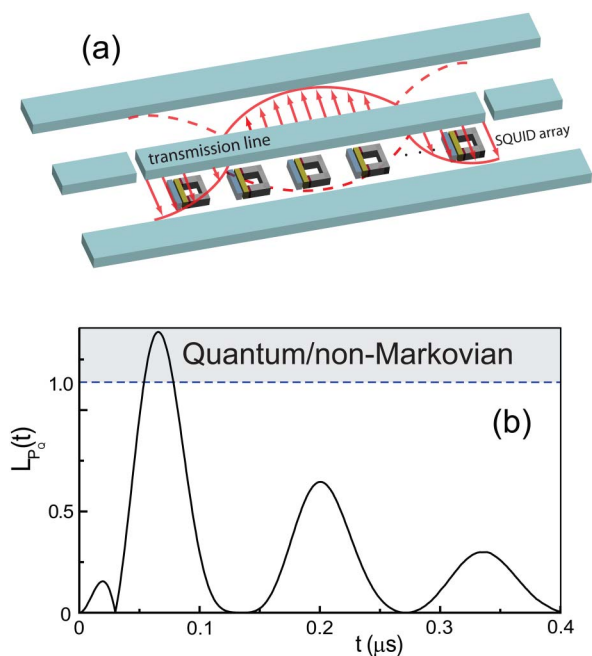 (a)
transmission line
SQUID array
. . .
Quantum/non-Markovian
1.0
(b)
L_{P_Q}(t)
0.5
0
0 0.1 0.2 0.3 0.4
t (μs)